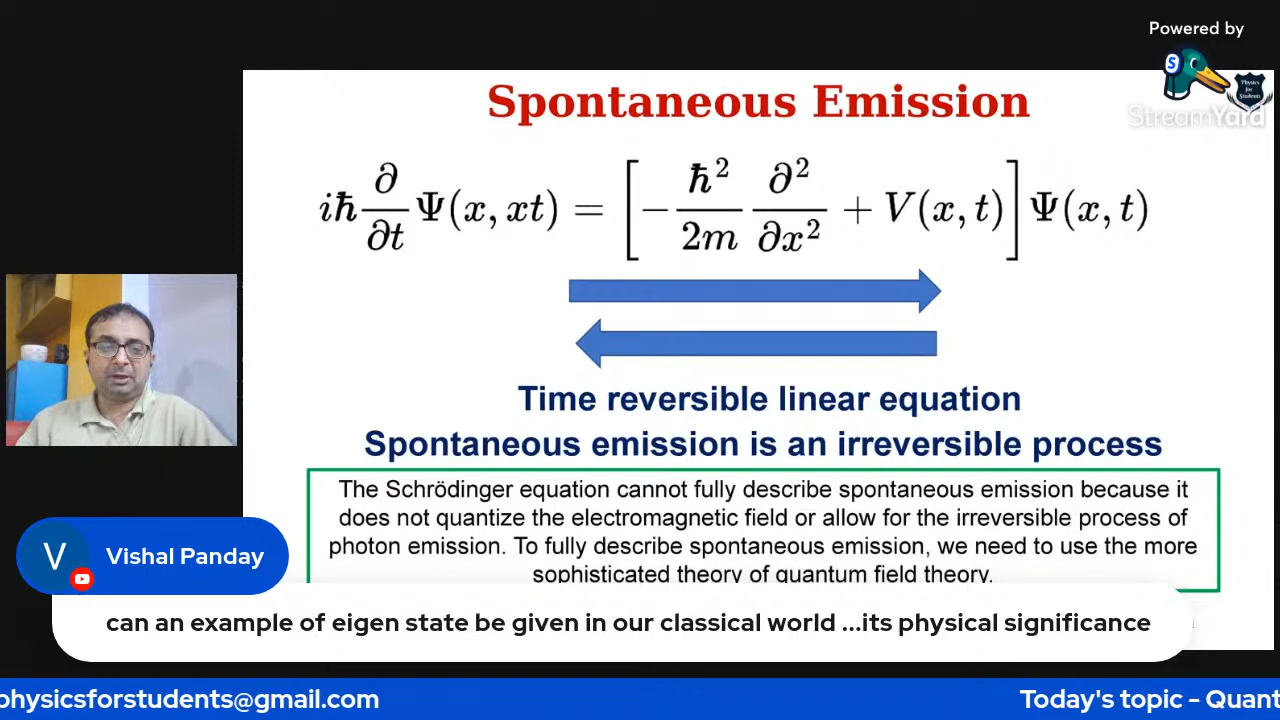 Powered by
S
Physics
for
Students
StreamYard
Spontaneous Emission
iℏ ∂/∂t Ψ(x, xt) = [−ℏ²/2m ∂²/∂x² + V(x, t)] Ψ(x, t)
Time reversible linear equation
Spontaneous emission is an irreversible process
The Schrödinger equation cannot fully describe spontaneous emission because it
does not quantize the electromagnetic field or allow for the irreversible process of
photon emission. To fully describe spontaneous emission, we need to use the more
sophisticated theory of quantum field theory.
V
Vishal Panday
can an example of eigen state be given in our classical world ...its physical significance
physicsforstudents@gmail.com
Today's topic - Quant